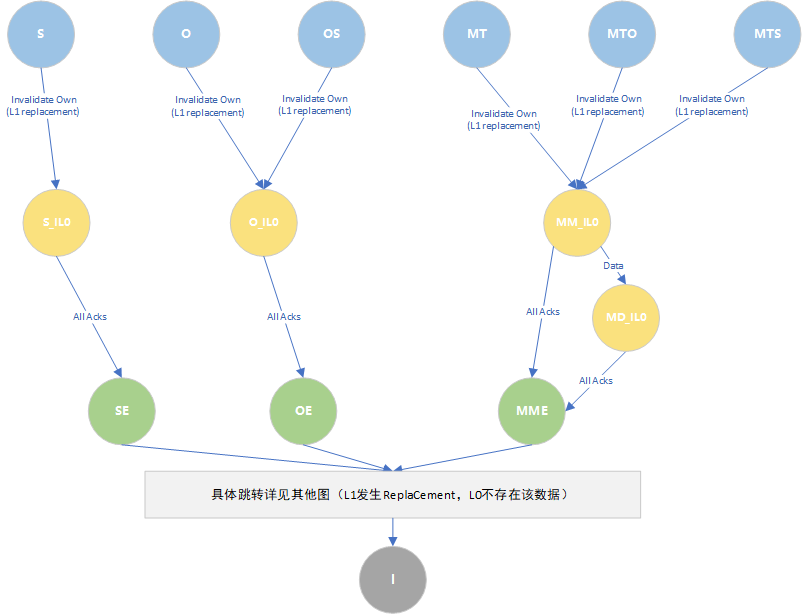 S
O
OS
MT
MTO
MTS
Invalidate Own
(L1 replacement)
Invalidate Own
(L1 replacement)
Invalidate Own
(L1 replacement)
Invalidate Own
(L1 replacement)
Invalidate Own
(L1 replacement)
Invalidate Own
(L1 replacement)
S_IL0
O_IL0
MM_IL0
Data
MD_IL0
All Acks
All Acks
All Acks
All Acks
SE
OE
MME
具体跳转详见其他图（L1发生ReplaCement，L0不存在该数据）
I